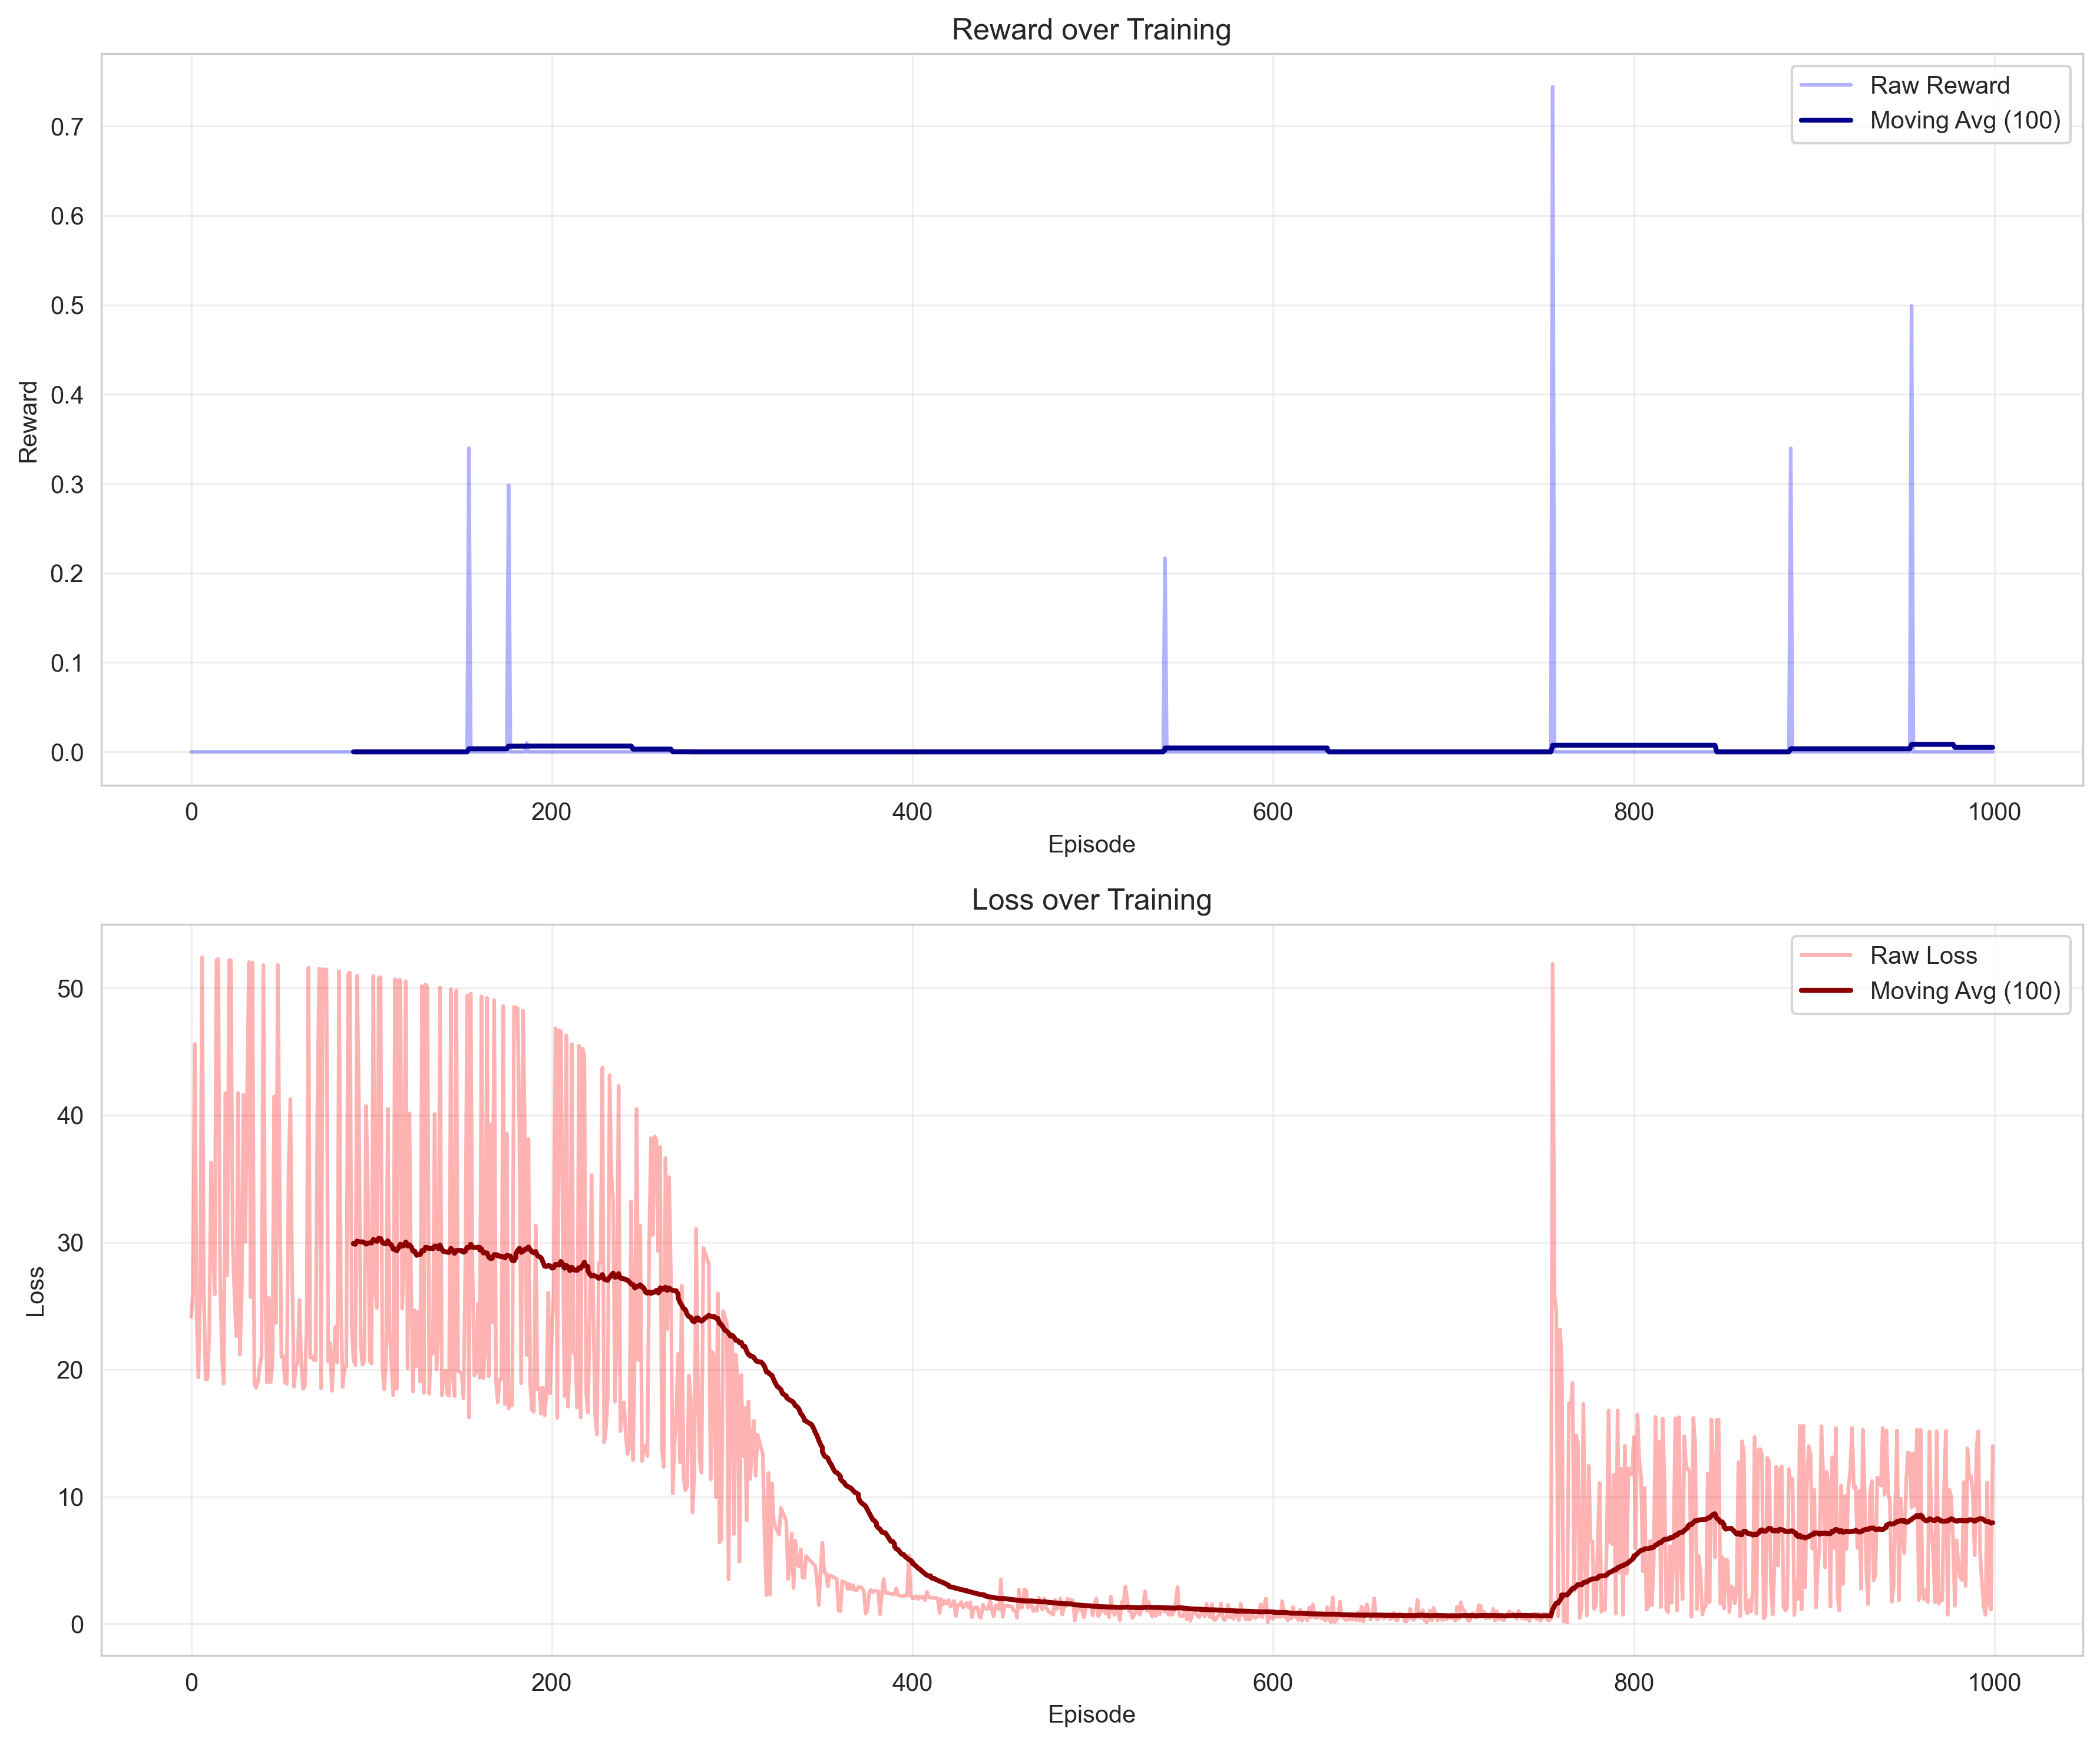 Reward over Training
Raw Reward
Moving Avg (100)
0.7
0.6
0.5
0.4
0.3
0.2
0.1
0.0
Reward
0
200
400
600
800
1000
Episode
Loss over Training
Raw Loss
Moving Avg (100)
50
40
30
20
10
0
Loss
0
200
400
600
800
1000
Episode